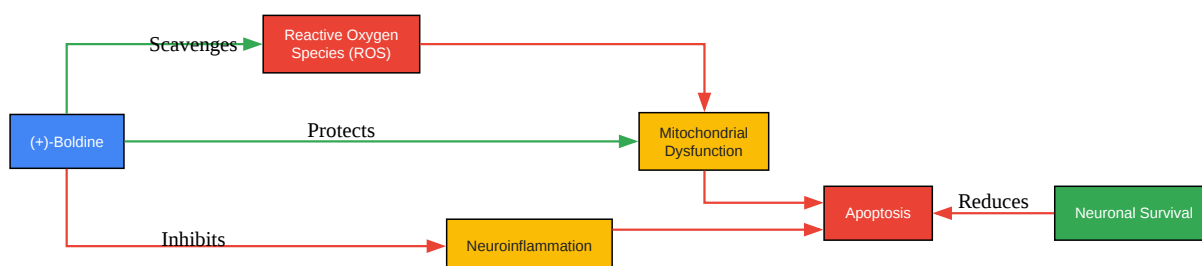 Scavenges
Reactive Oxygen
Species (ROS)
(+)-Boldine
Protects
Mitochondrial
Dysfunction
Inhibits
Neuroinflammation
Apoptosis
Reduces
Neuronal Survival